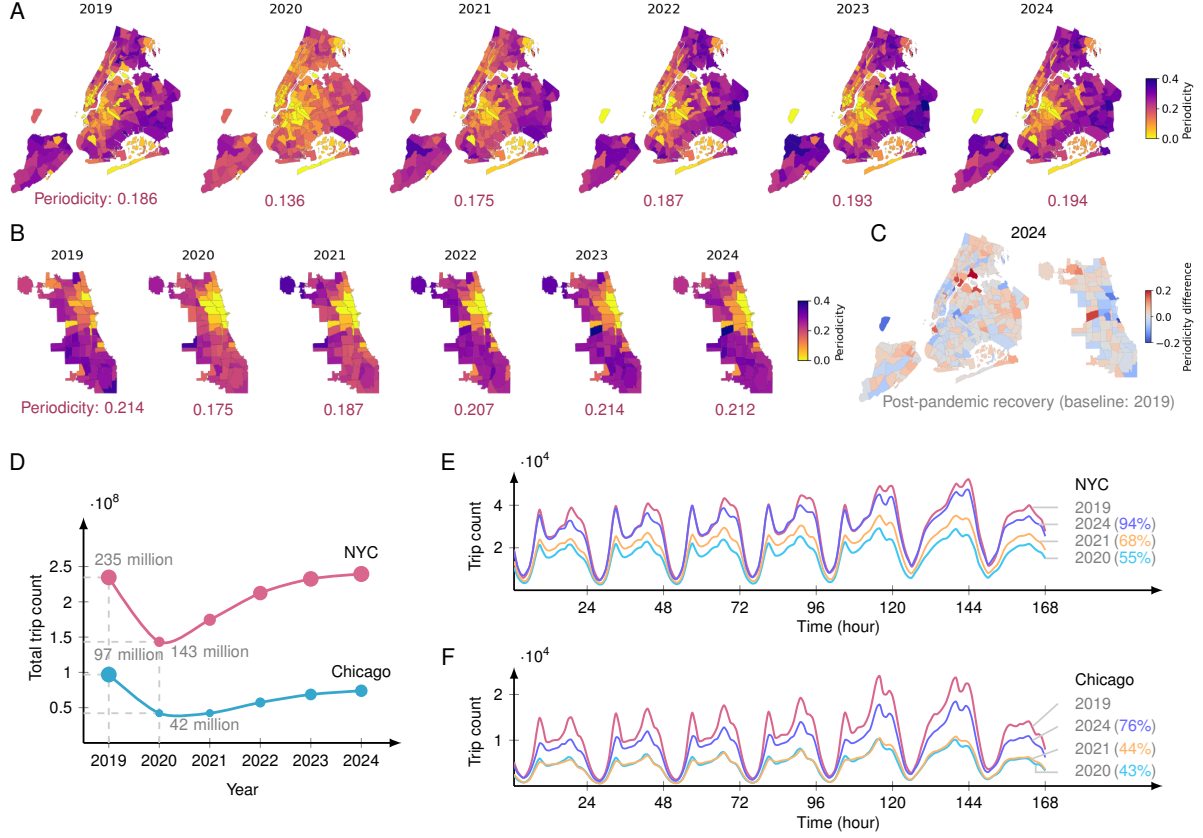 A
2019
2020
2021
2022
2023
2024
0.4
0.2
0.0
Periodicity
Periodicity: 0.186
0.136
0.175
0.187
0.193
0.194
B
2019
2020
2021
2022
2023
2024
0.4
0.2
0.0
Periodicity
Periodicity: 0.214
0.175
0.187
0.207
0.214
0.212
C
2024
0.2
0.0
−0.2
Periodicity difference
Post-pandemic recovery (baseline: 2019)
D
·10⁸
Total trip count
2.5
2
1.5
1
0.5
235 million
143 million
97 million
42 million
NYC
Chicago
2019
2020
2021
2022
2023
2024
Year
E
·10⁴
Trip count
4
2
24
48
72
96
120
144
168
Time (hour)
NYC
2019
2024 (94%)
2021 (68%)
2020 (55%)
F
·10⁴
Trip count
2
1
24
48
72
96
120
144
168
Time (hour)
Chicago
2019
2024 (76%)
2021 (44%)
2020 (43%)